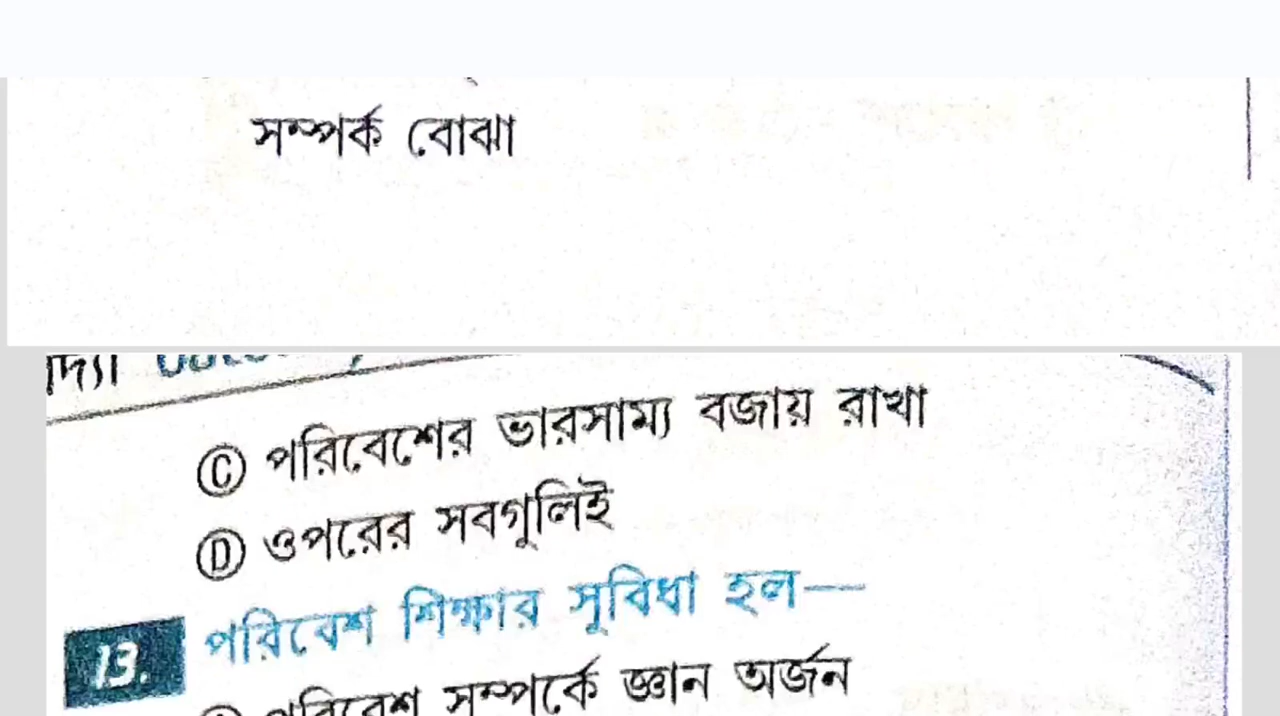 সম্পর্ক বোঝা
Ⓒ পরিবেশের ভারসাম্য বজায় রাখা
Ⓓ ওপরের সবগুলিই
13. পরিবেশ শিক্ষার সুবিধা হল—
পরিবেশ সম্পর্কে জ্ঞান অর্জন